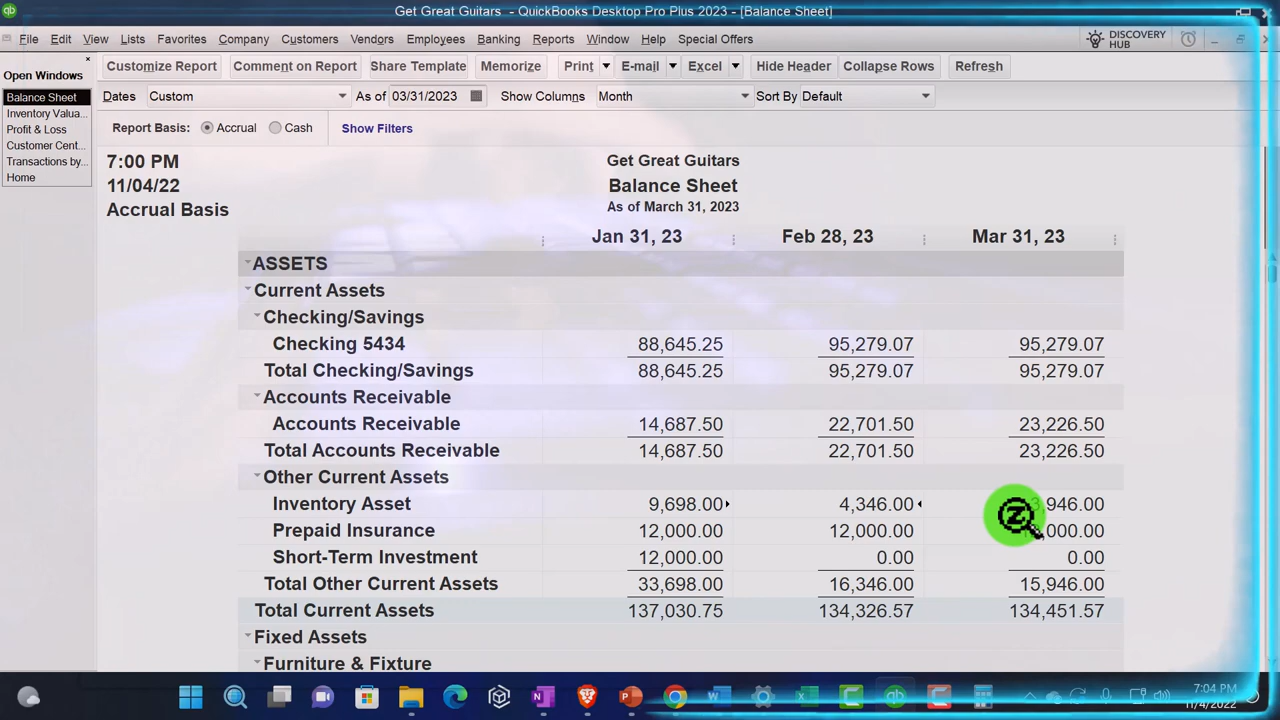 Get Great Guitars - QuickBooks Desktop Pro Plus 2023 - [Balance Sheet]
File Edit View Lists Favorites Company Customers Vendors Employees Banking Reports Window Help Special Offers
DISCOVERY HUB
Open Windows
Balance Sheet
Inventory Valua...
Profit & Loss
Customer Cent...
Transactions by...
Home
Customize Report Comment on Report Share Template Memorize Print E-mail Excel Hide Header Collapse Rows Refresh
Dates Custom As of 03/31/2023 Show Columns Month Sort By Default
Report Basis: Accrual Cash Show Filters
7:00 PM
11/04/22
Accrual Basis
Get Great Guitars
Balance Sheet
As of March 31, 2023
Jan 31, 23 Feb 28, 23 Mar 31, 23
ASSETS
Current Assets
Checking/Savings
Checking 5434 88,645.25 95,279.07 95,279.07
Total Checking/Savings 88,645.25 95,279.07 95,279.07
Accounts Receivable
Accounts Receivable 14,687.50 22,701.50 23,226.50
Total Accounts Receivable 14,687.50 22,701.50 23,226.50
Other Current Assets
Inventory Asset 9,698.00 4,346.00
Prepaid Insurance 12,000.00 12,000.00
Short-Term Investment 12,000.00 0.00 0.00
Total Other Current Assets 33,698.00 16,346.00 15,946.00
Total Current Assets 137,030.75 134,326.57 134,451.57
Fixed Assets
Furniture & Fixture
7:04 PM
11/4/2022